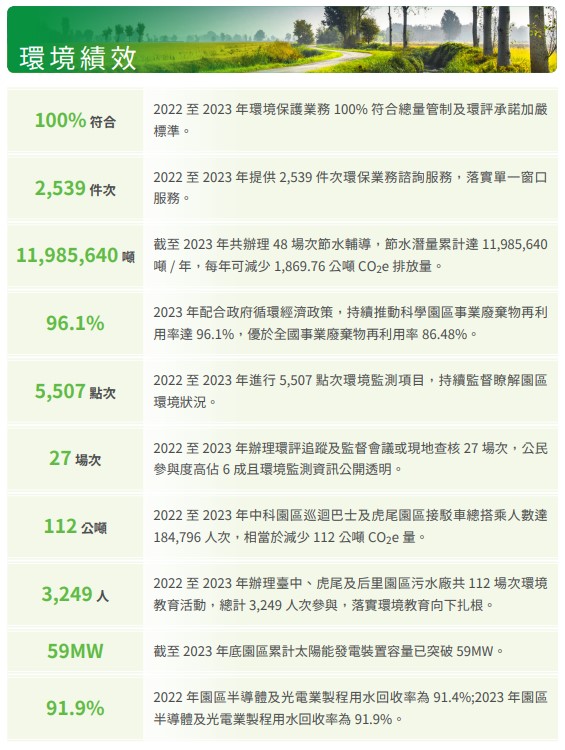 環境績效
100% 符合
2022 至 2023 年環境保護業務 100% 符合總量管制及環評承諾加嚴
標準。
2,539 件次
2022 至 2023 年提供 2,539 件次環保業務諮詢服務，落實單一窗口
服務。
11,985,640 噸
截至 2023 年共辦理 48 場次節水輔導，節水潛量累計達 11,985,640
噸 / 年，每年可減少 1,869.76 公噸 CO₂e 排放量。
96.1%
2023 年配合政府循環經濟政策，持續推動科學園區事業廢棄物再利
用率達 96.1%，優於全國事業廢棄物再利用率 86.48%。
5,507 點次
2022 至 2023 年進行 5,507 點次環境監測項目，持續監督瞭解園區
環境狀況。
27 場次
2022 至 2023 年辦理環評追蹤及監督會議或現地查核 27 場次，公民
參與度高佔 6 成且環境監測資訊公開透明。
112 公噸
2022 至 2023 年中科園區巡迴巴士及虎尾園區接駁車總搭乘人數達
184,796 人次，相當於減少 112 公噸 CO₂e 量。
3,249 人
2022 至 2023 年辦理臺中、虎尾及后里園區污水廠共 112 場次環境
教育活動，總計 3,249 人次參與，落實環境教育向下扎根。
59MW
截至 2023 年底園區累計太陽能發電裝置容量已突破 59MW。
91.9%
2022 年園區半導體及光電業製程用水回收率為 91.4%;2023 年園區
半導體及光電業製程用水回收率為 91.9%。